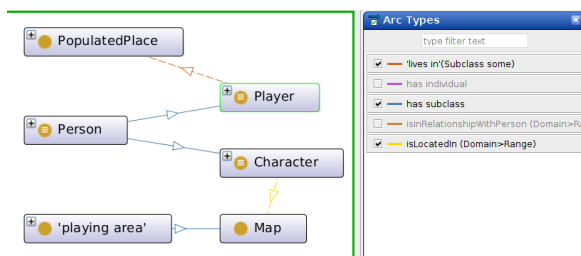 PopulatedPlace
Player
Person
Character
'playing area'
Map
Arc Types
type filter text
'lives in'(Subclass some)
has individual
has subclass
isInRelationshipWithPerson (Domain>Ra
isLocatedIn (Domain>Range)